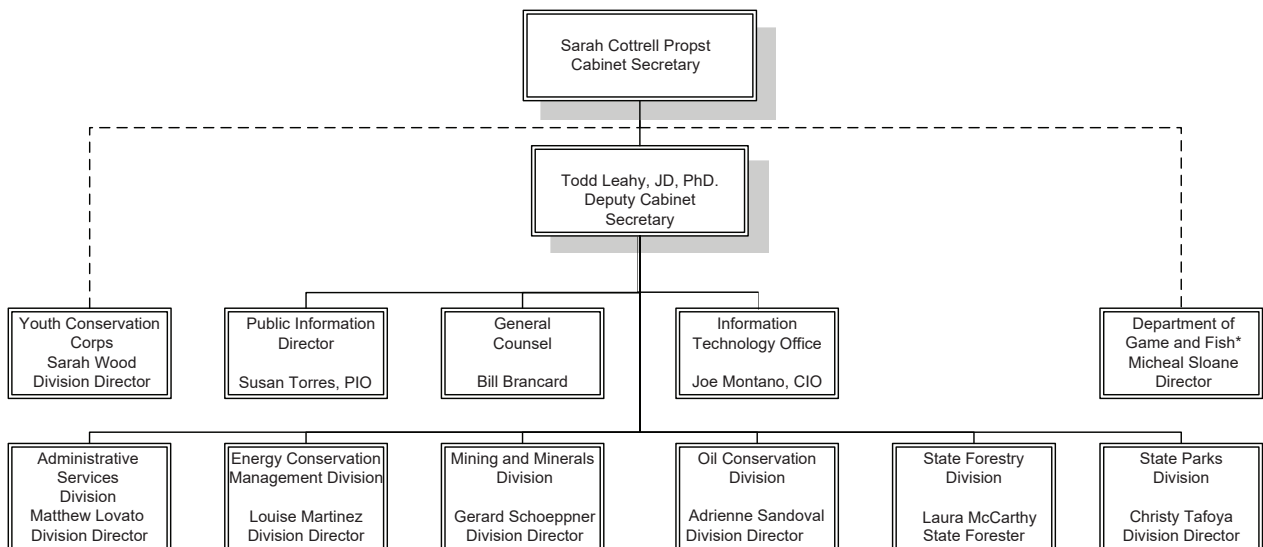 Sarah Cottrell Propst
Cabinet Secretary
Todd Leahy, JD, PhD.
Deputy Cabinet
Secretary
Youth Conservation
Corps
Sarah Wood
Division Director
Public Information
Director
Susan Torres, PIO
General
Counsel
Bill Brancard
Information
Technology Office
Joe Montano, CIO
Department of
Game and Fish*
Micheal Sloane
Director
Administrative
Services
Division
Matthew Lovato
Division Director
Energy Conservation
Management Division
Louise Martinez
Division Director
Mining and Minerals
Division
Gerard Schoeppner
Division Director
Oil Conservation
Division
Adrienne Sandoval
Division Director
State Forestry
Division
Laura McCarthy
State Forester
State Parks
Division
Christy Tafoya
Division Director